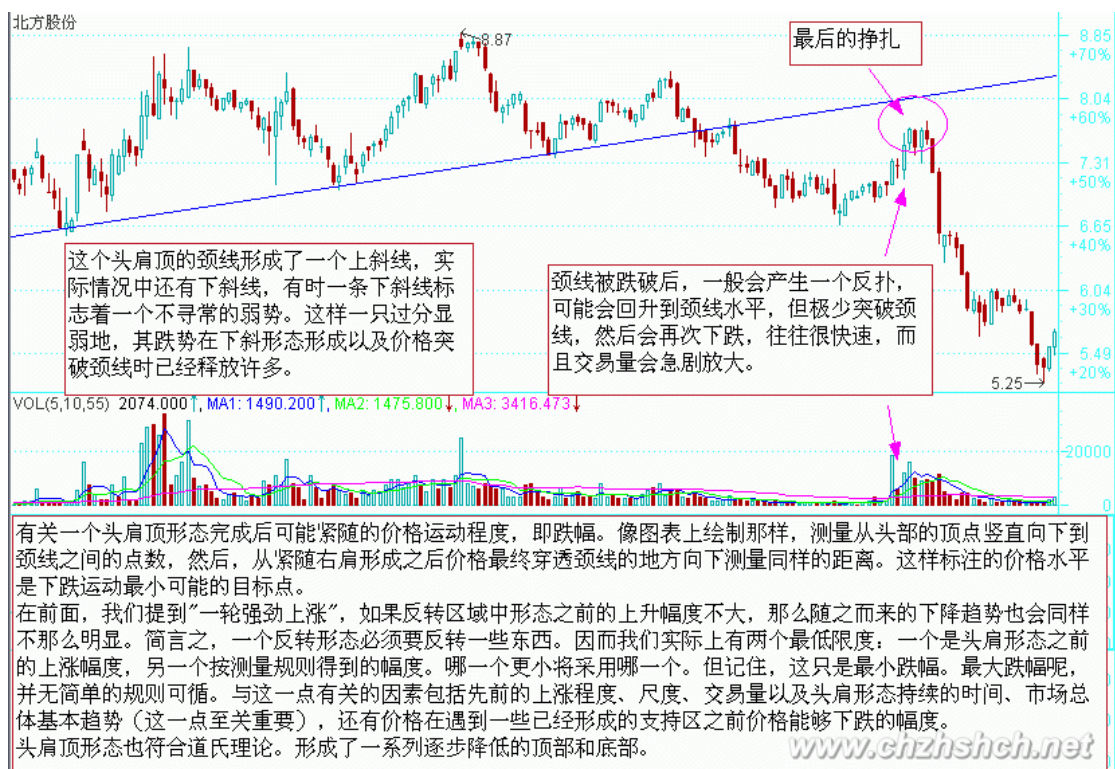 北方股份
8.87
最后的挣扎
8.85
+70%
8.04
+60%
7.31
+50%
6.65
+40%
6.04
+30%
5.49
+20%
5.25
这个头肩顶的颈线形成了一个上斜线，实
际情况中还有下斜线，有时一条下斜线标
志着一个不寻常的弱势。这样一只过分显
弱地，其跌势在下斜形态形成以及价格突
破颈线时已经释放许多。
颈线被跌破后，一般会产生一个反扑，
可能会回升到颈线水平，但极少突破颈
线，然后会再次下跌，往往很快速，而
且交易量会急剧放大。
VOL(5,10,55) 2074.000↑, MA1: 1490.200↑, MA2: 1475.800↓, MA3: 3416.473↓
20000
0
有关一个头肩顶形态完成后可能紧随的价格运动程度，即跌幅。像图表上绘制那样，测量从头部的顶点竖直向下到
颈线之间的点数，然后，从紧随右肩形成之后价格最终穿透颈线的地方向下测量同样的距离。这样标注的价格水平
是下跌运动最小可能的目标点。
在前面，我们提到"一轮强劲上涨"，如果反转区域中形态之前的上升幅度不大，那么随之而来的下降趋势也会同样
不那么明显。简言之，一个反转形态必须要反转一些东西。因而我们实际上有两个最低限度：一个是头肩形态之前
的上涨幅度，另一个按测量规则得到的幅度。哪一个更小将采用哪一个。但记住，这只是最小跌幅。最大跌幅呢，
并无简单的规则可循。与这一点有关的因素包括先前的上涨程度、尺度、交易量以及头肩形态持续的时间、市场总
体基本趋势（这一点至关重要），还有价格在遇到一些已经形成的支持区之前价格能够下跌的幅度。
头肩顶形态也符合道氏理论。形成了一系列逐步降低的顶部和底部。
www.chzhshch.net